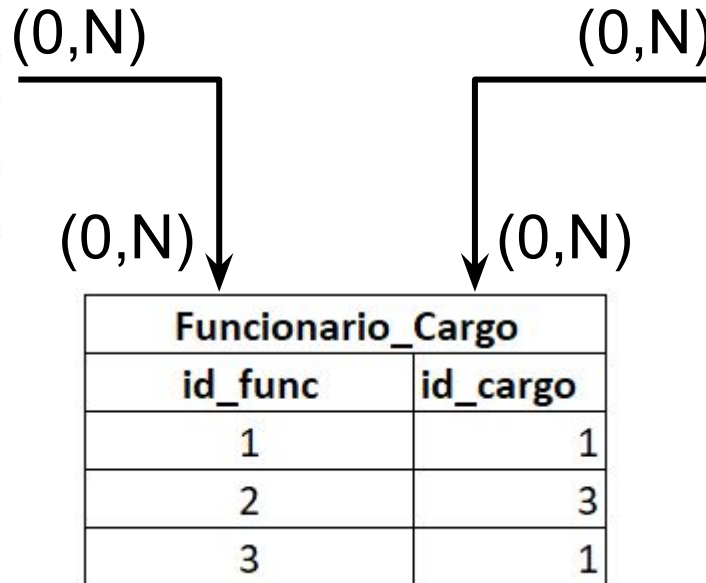 (0,N) (0,N)
(0,N) (0,N)
Funcionario_Cargo
id_func id_cargo
1 1
2 3
3 1